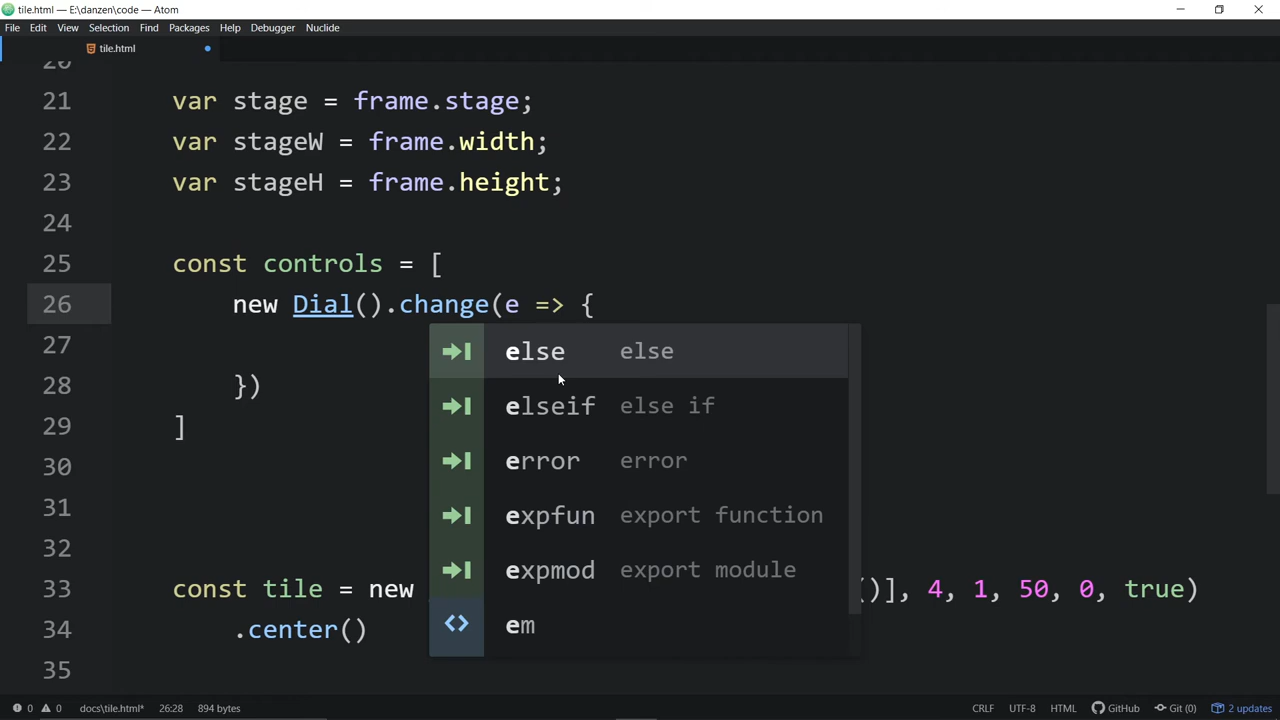 tile.html — E:\danzen\code — Atom
File Edit View Selection Find Packages Help Debugger Nuclide
tile.html
20
21 var stage = frame.stage;
22 var stageW = frame.width;
23 var stageH = frame.height;
24
25 const controls = [
26 new Dial().change(e => {
27
28 })
29 ]
30
31
32
33 const tile = new ()], 4, 1, 50, 0, true)
34 .center()
35
else else
elseif else if
error error
expfun export function
expmod export module
em
0 0 docs\tile.html* 26:28 894 bytes CRLF UTF-8 HTML GitHub Git (0) 2 updates